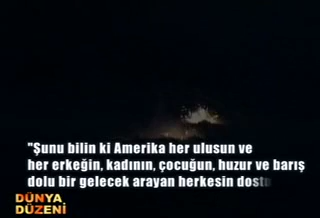 "Şunu bilin ki Amerika her ulusun ve
her erkeğin, kadının, çocuğun, huzur ve barış
dolu bir gelecek arayan herkesin
DÜNYA
DÜZENİ